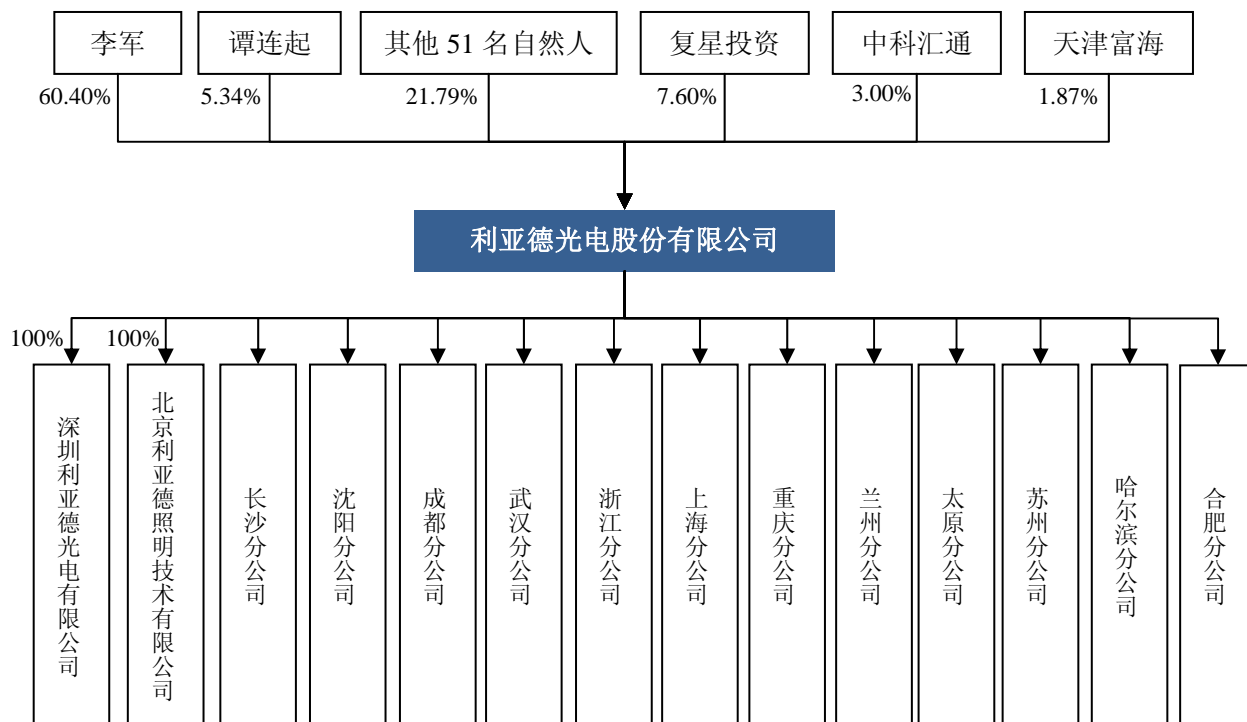 李军
谭连起
其他 51 名自然人
复星投资
中科汇通
天津富海
60.40%
5.34%
21.79%
7.60%
3.00%
1.87%
利亚德光电股份有限公司
100%
100%
深圳利亚德光电有限公司
北京利亚德照明技术有限公司
长沙分公司
沈阳分公司
成都分公司
武汉分公司
浙江分公司
上海分公司
重庆分公司
兰州分公司
太原分公司
苏州分公司
哈尔滨分公司
合肥分公司